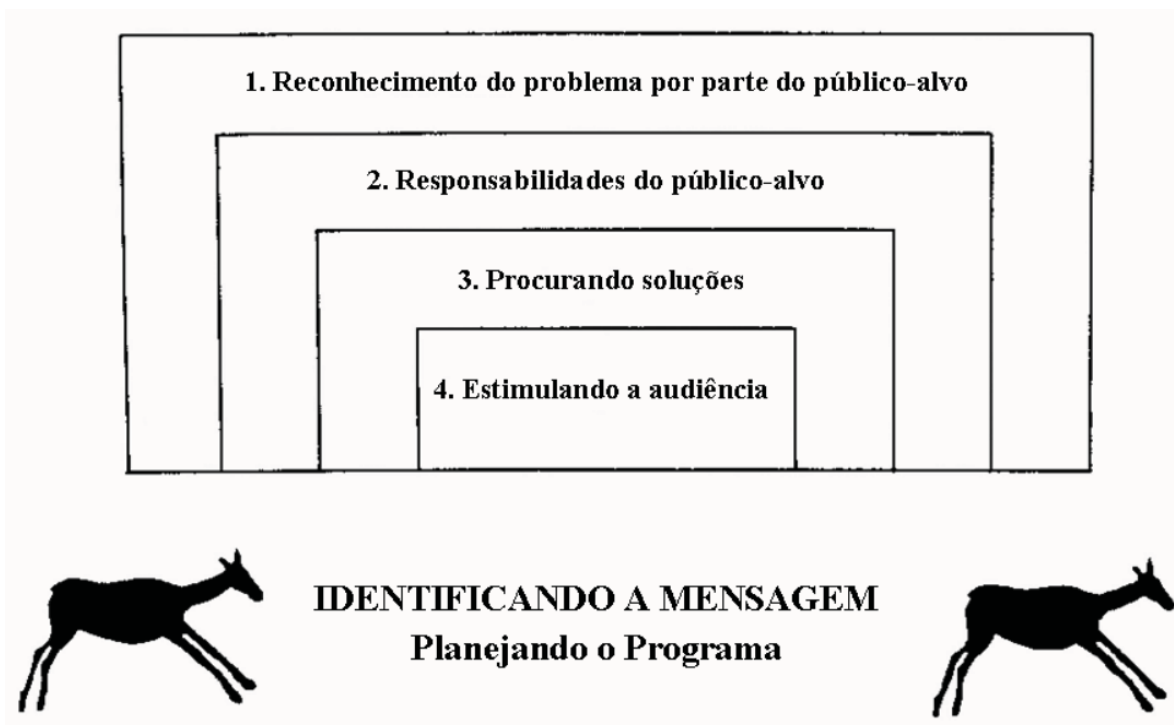 1. Reconhecimento do problema por parte do público-alvo
2. Responsabilidades do público-alvo
3. Procurando soluções
4. Estimulando a audiência
IDENTIFICANDO A MENSAGEM
Planejando o Programa